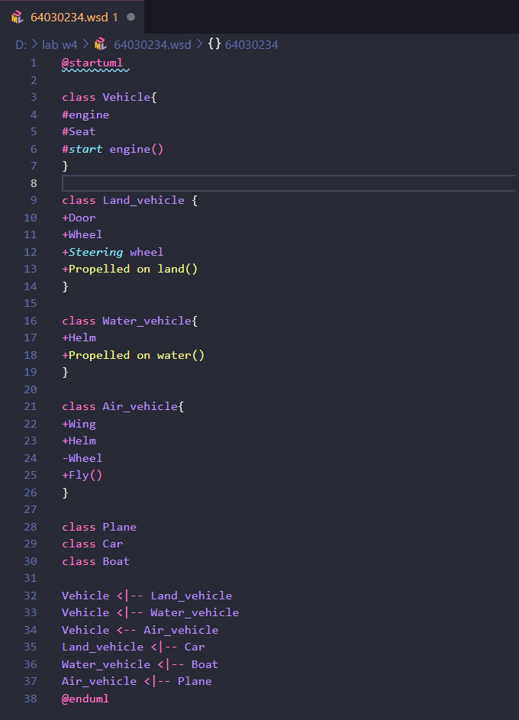 64030234.wsd 1
D: > lab w4 > 64030234.wsd > {} 64030234
1 @startuml
2
3 class Vehicle{
4 #engine
5 #Seat
6 #start engine()
7 }
8
9 class Land_vehicle {
10 +Door
11 +Wheel
12 +Steering wheel
13 +Propelled on land()
14 }
15
16 class Water_vehicle{
17 +Helm
18 +Propelled on water()
19 }
20
21 class Air_vehicle{
22 +Wing
23 +Helm
24 -Wheel
25 +Fly()
26 }
27
28 class Plane
29 class Car
30 class Boat
31
32 Vehicle <|-- Land_vehicle
33 Vehicle <|-- Water_vehicle
34 Vehicle <-- Air_vehicle
35 Land_vehicle <|-- Car
36 Water_vehicle <|-- Boat
37 Air_vehicle <|-- Plane
38 @enduml